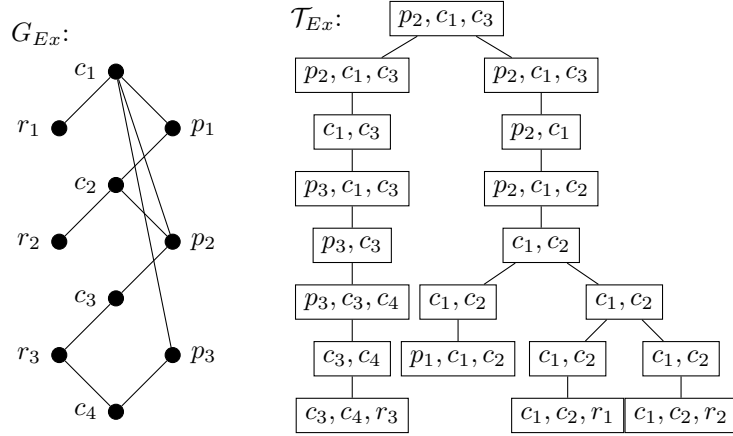 G_{Ex}:
c_1
r_1
p_1
c_2
r_2
p_2
c_3
r_3
p_3
c_4
\mathcal{T}_{Ex}:
p_2, c_1, c_3
p_2, c_1, c_3
p_2, c_1, c_3
c_1, c_3
p_2, c_1
p_3, c_1, c_3
p_2, c_1, c_2
p_3, c_3
c_1, c_2
p_3, c_3, c_4
c_1, c_2
c_1, c_2
c_3, c_4
p_1, c_1, c_2
c_1, c_2
c_1, c_2
c_3, c_4, r_3
c_1, c_2, r_1
c_1, c_2, r_2